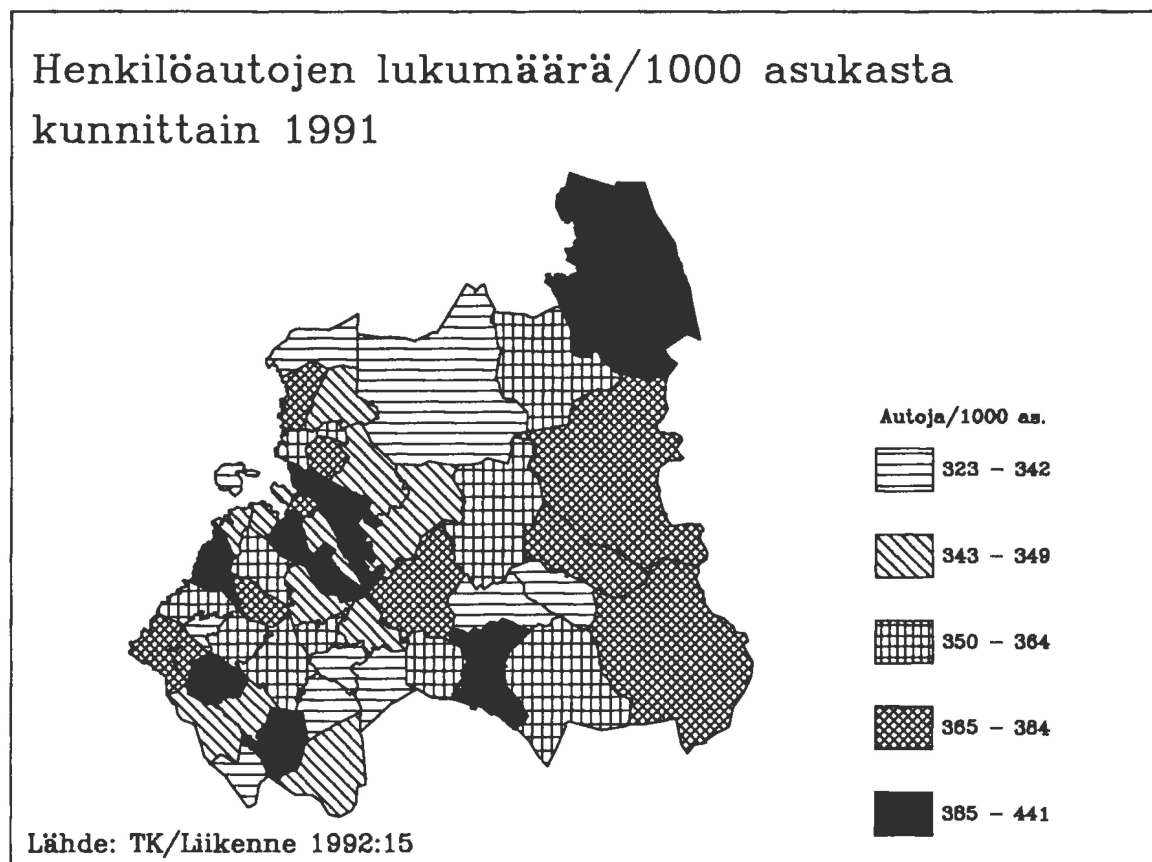 Henkilöautojen lukumäärä/1000 asukasta
kunnittain 1991
Autoja/1000 as.
323 – 342
343 – 349
350 – 364
365 – 384
385 – 441
Lähde: TK/Liikenne 1992:15